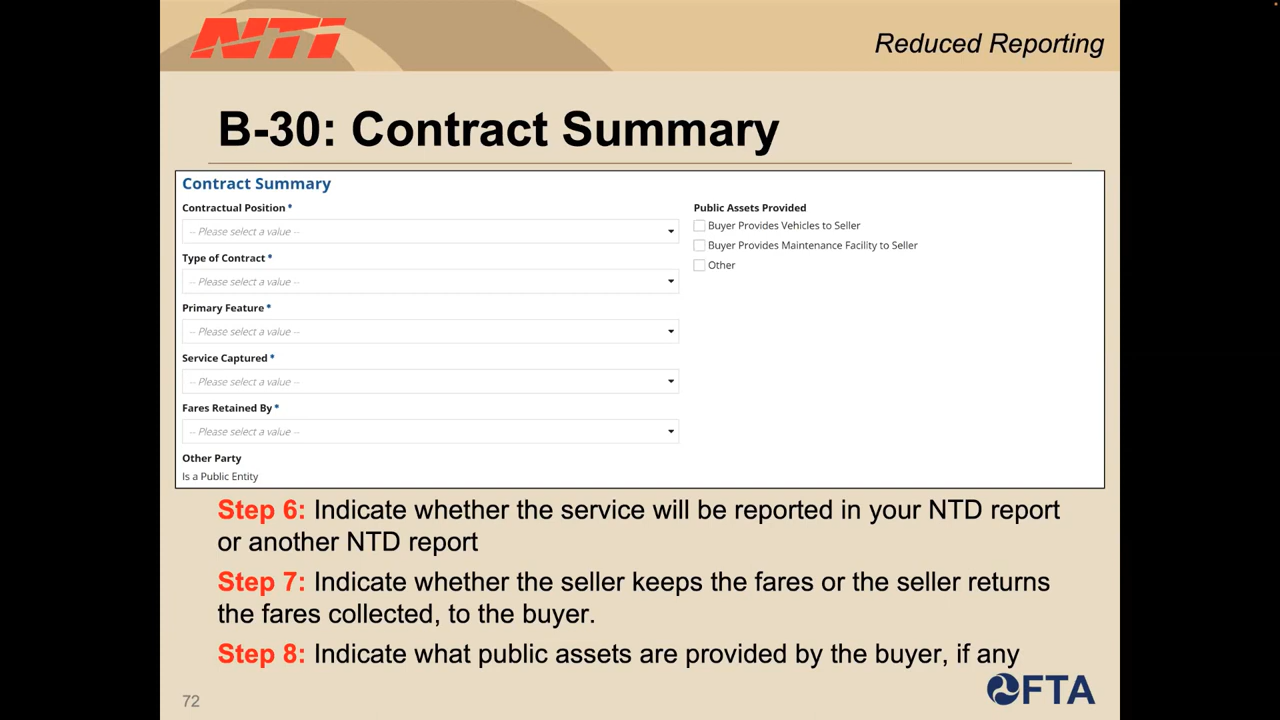 NTI
Reduced Reporting
B-30: Contract Summary
Contract Summary
Contractual Position *
-- Please select a value --
Type of Contract *
-- Please select a value --
Primary Feature *
-- Please select a value --
Service Captured *
-- Please select a value --
Fares Retained By *
-- Please select a value --
Other Party
Is a Public Entity
Public Assets Provided
Buyer Provides Vehicles to Seller
Buyer Provides Maintenance Facility to Seller
Other
Step 6: Indicate whether the service will be reported in your NTD report
or another NTD report
Step 7: Indicate whether the seller keeps the fares or the seller returns
the fares collected, to the buyer.
Step 8: Indicate what public assets are provided by the buyer, if any
72
FTA